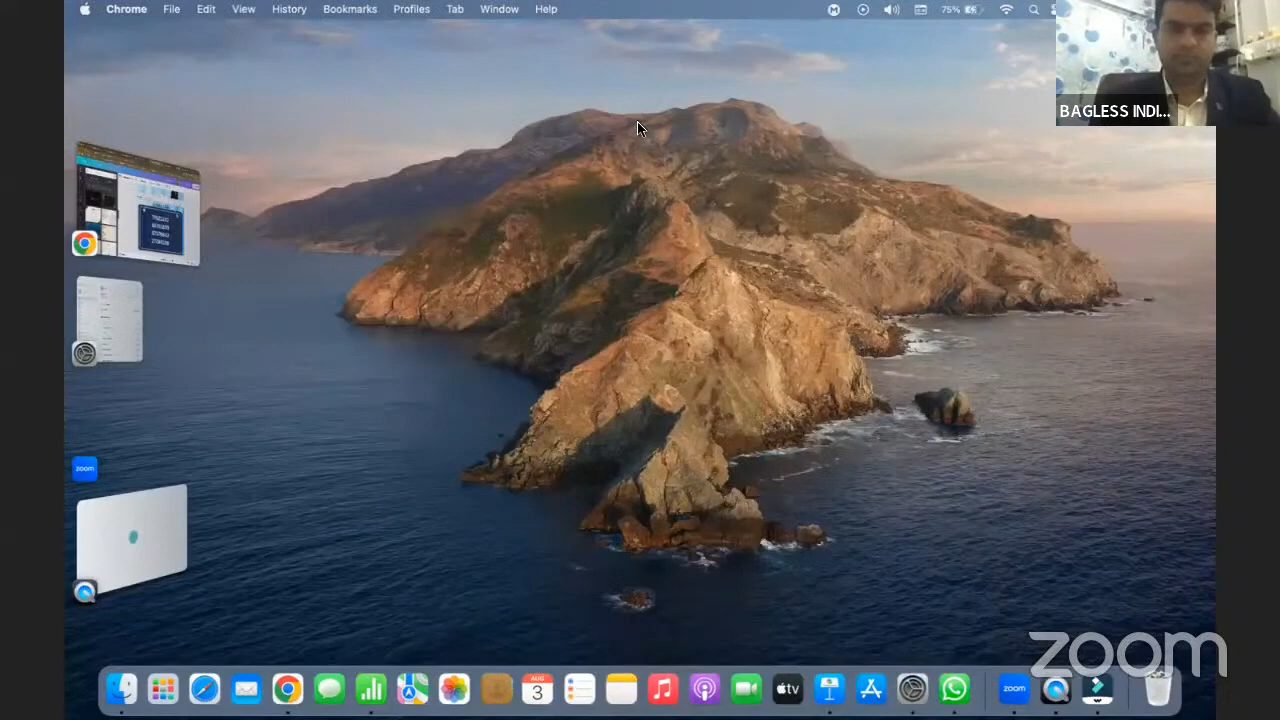 Chrome File Edit View History Bookmarks Profiles Tab Window Help 75%
BAGLESS INDI...
zoom
zoom
AUG
3
tv
zoom